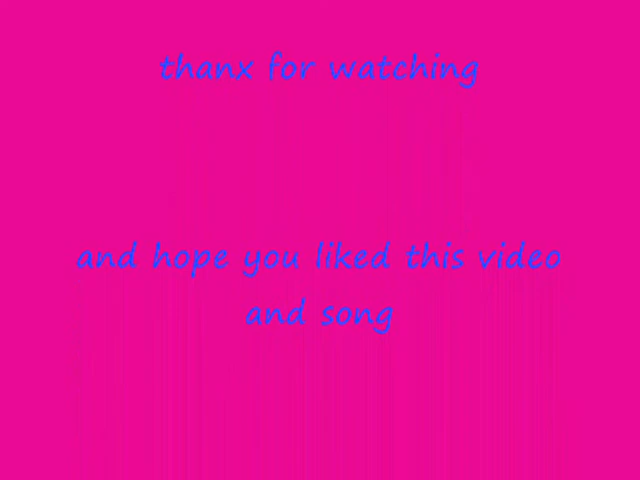 thanx for watching
and hope you liked this video
and song